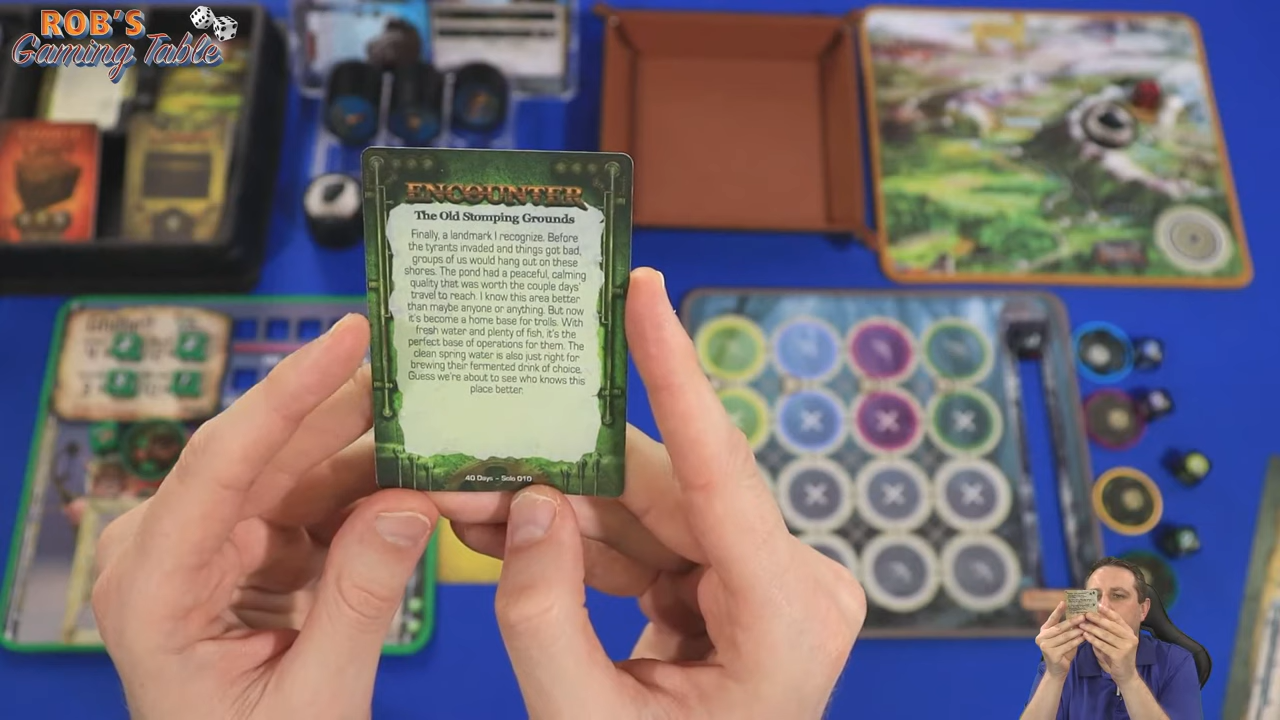 ROB'S
Gaming Table
ENCOUNTER
The Old Stomping Grounds
Finally, a landmark I recognize. Before
the tyrants invaded and things got bad,
groups of us would hang out on these
shores. The pond had a peaceful, calming
quality that was worth the couple days'
travel to reach. I know this area better
than maybe anyone or anything. But now
it's become a home base for trolls. With
fresh water and plenty of fish, it's the
perfect base of operations for them. The
clean spring water is also just right for
brewing their fermented drink of choice.
Guess we're about to see who knows this
place better.
40 Days – Solo 010